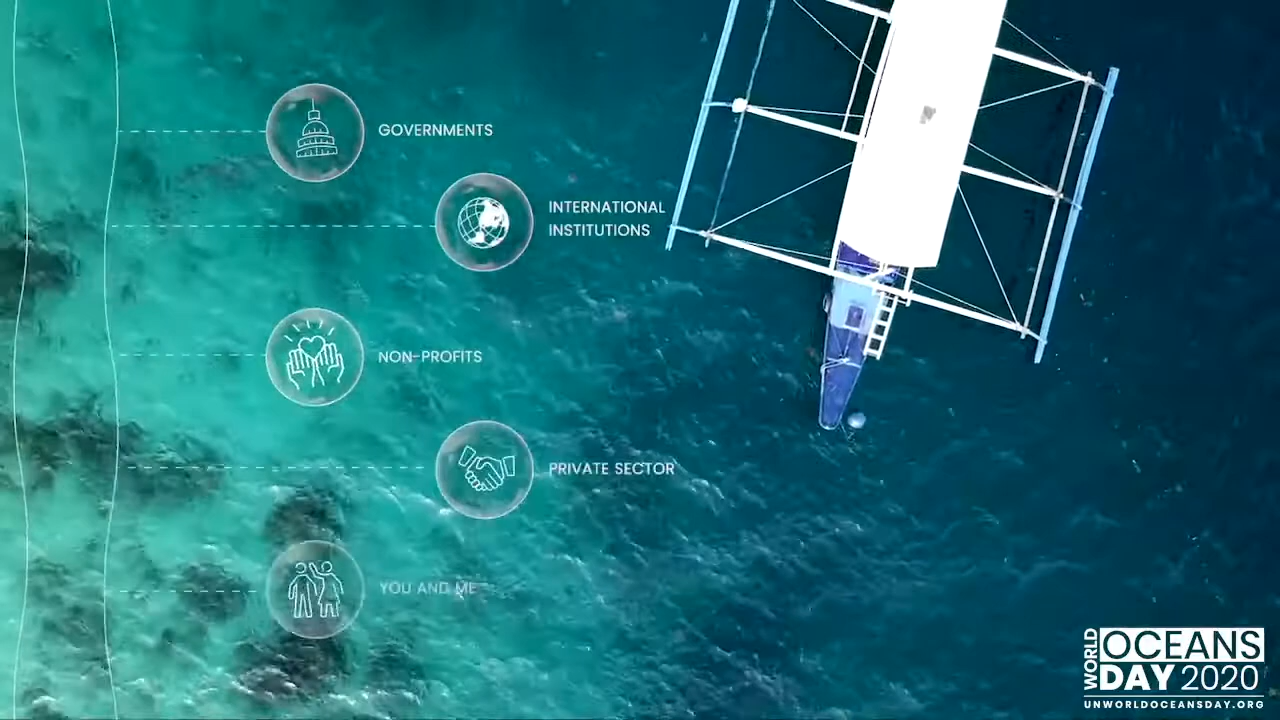 GOVERNMENTS
INTERNATIONAL
INSTITUTIONS
NON-PROFITS
PRIVATE SECTOR
YOU AND ME
WORLD
OCEANS
DAY 2020
UNWORLDOCEANSDAY.ORG